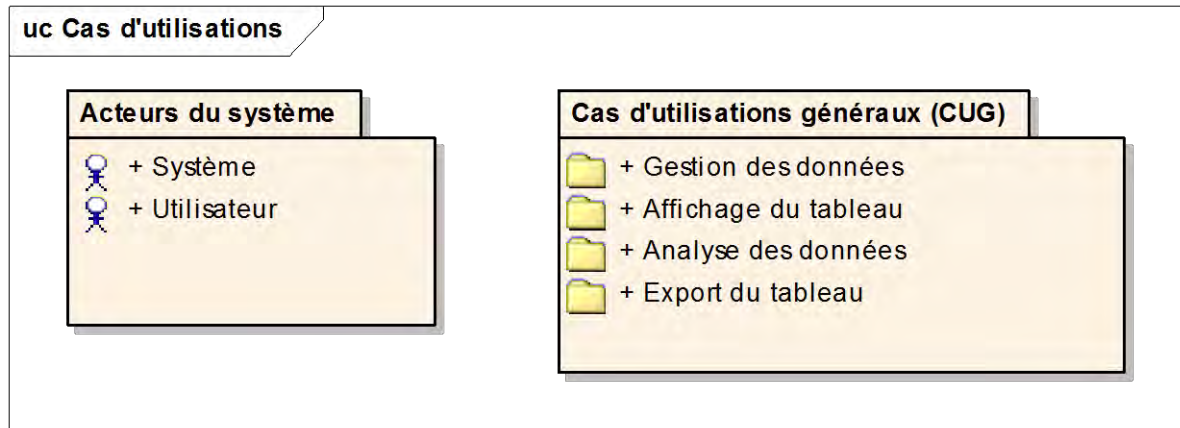 uc Cas d'utilisations
Acteurs du système
+ Système
+ Utilisateur
Cas d'utilisations généraux (CUG)
+ Gestion des données
+ Affichage du tableau
+ Analyse des données
+ Export du tableau